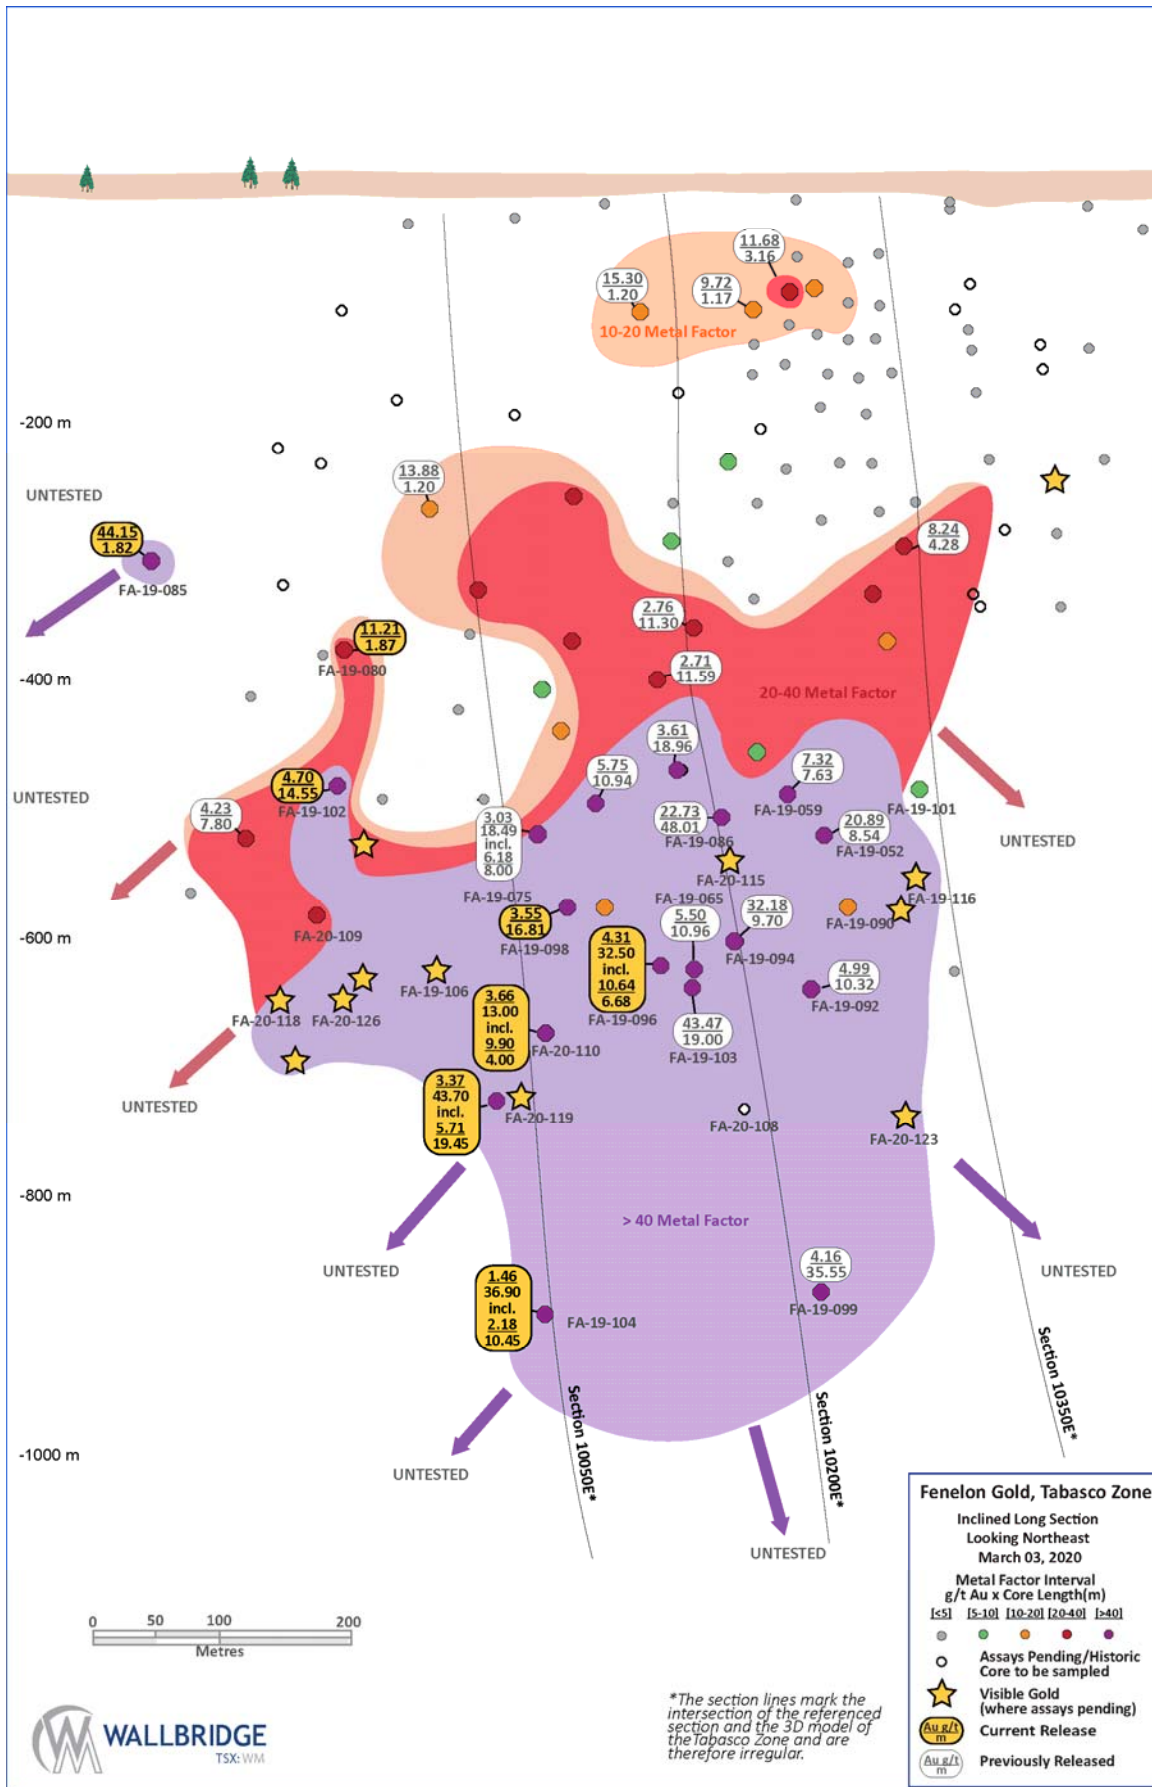 11.68
3.16
15.30
1.20
9.72
1.17
10-20 Metal Factor
-200 m
13.88
1.20
UNTESTED
44.15
1.82
FA-19-085
8.24
4.28
2.76
11.30
11.21
1.87
FA-19-080
2.71
11.59
-400 m
20-40 Metal Factor
3.61
18.96
5.75
10.94
7.32
7.63
4.70
14.55
FA-19-102
FA-19-059
FA-19-101
UNTESTED
4.23
7.80
3.03
18.49
incl.
6.18
8.00
FA-19-075
22.73
48.01
FA-19-086
20.89
8.54
FA-19-052
UNTESTED
FA-20-115
FA-19-065
FA-19-116
32.18
9.70
FA-19-094
FA-19-090
FA-20-109
3.55
16.81
FA-19-098
5.50
10.96
-600 m
4.31
32.50
incl.
10.64
6.68
FA-19-096
4.99
10.32
FA-19-092
FA-19-106
FA-20-118
FA-20-126
3.66
13.00
incl.
9.90
4.00
FA-20-110
43.47
19.00
FA-19-103
UNTESTED
3.37
43.70
incl.
5.71
19.45
FA-20-119
FA-20-108
FA-20-123
-800 m
> 40 Metal Factor
UNTESTED
UNTESTED
4.16
35.55
FA-19-099
1.46
36.90
incl.
2.18
10.45
FA-19-104
Section 10050E*
Section 10200E*
Section 10350E*
-1000 m
UNTESTED
UNTESTED
Fenelon Gold, Tabasco Zone
Inclined Long Section
Looking Northeast
March 03, 2020
Metal Factor Interval
g/t Au x Core Length(m)
[<5] [5-10] [10-20] [20-40] [>40]
Assays Pending/Historic
Core to be sampled
Visible Gold
(where assays pending)
Au g/t
m
Current Release
Au g/t
m
Previously Released
0 50 100 200
Metres
WALLBRIDGE
TSX: WM
*The section lines mark the
intersection of the referenced
section and the 3D model of
the Tabasco Zone and are
therefore irregular.